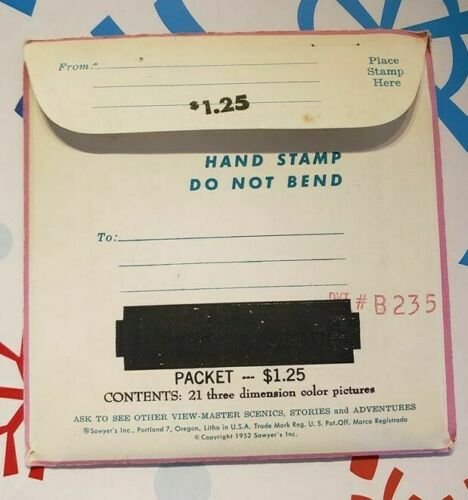 From:
Place
Stamp
Here
$1.25
HAND STAMP
DO NOT BEND
To:
PKT # B235
PACKET --- $1.25
CONTENTS: 21 three dimension color pictures
ASK TO SEE OTHER VIEW-MASTER SCENICS, STORIES and ADVENTURES
®Sawyer's Inc., Portland 7, Oregon. Litho in U.S.A. Trade Mark Reg. U. S. Pat. Off. Marca Registrada
© Copyright 1952 Sawyer's Inc.